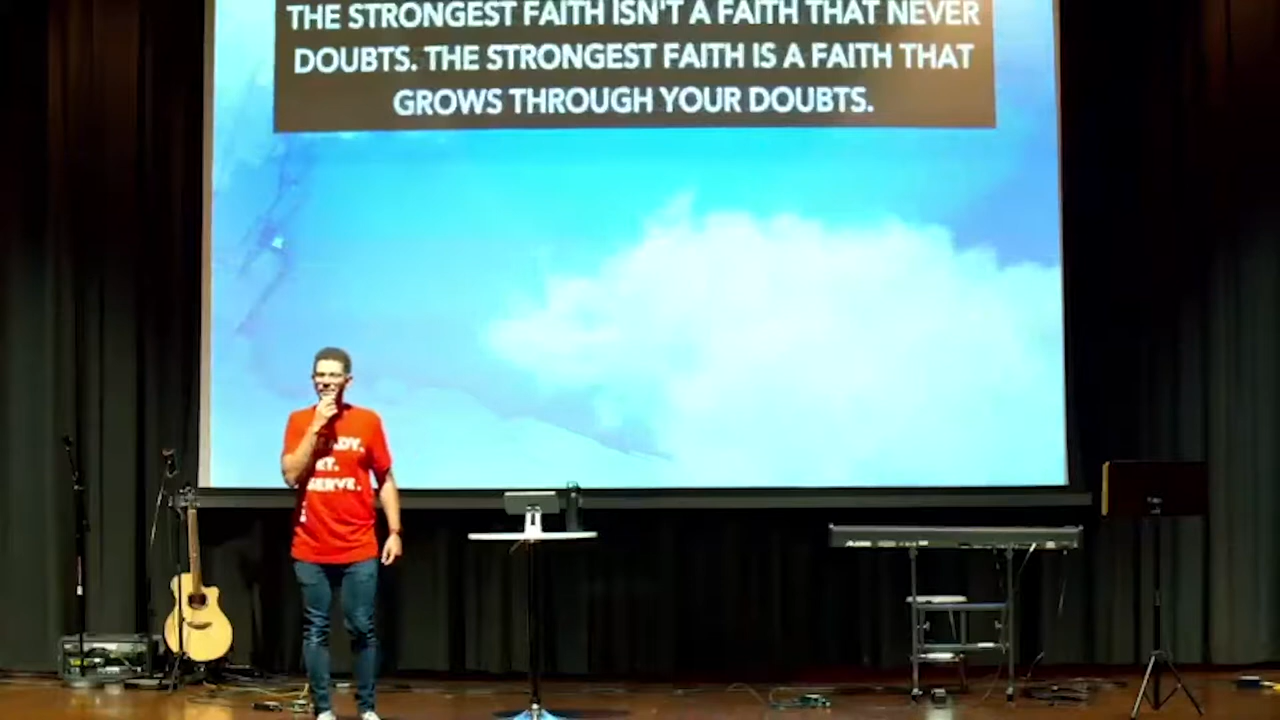 THE STRONGEST FAITH ISN'T A FAITH THAT NEVER
DOUBTS. THE STRONGEST FAITH IS A FAITH THAT
GROWS THROUGH YOUR DOUBTS.
SERVE.
ALESIS